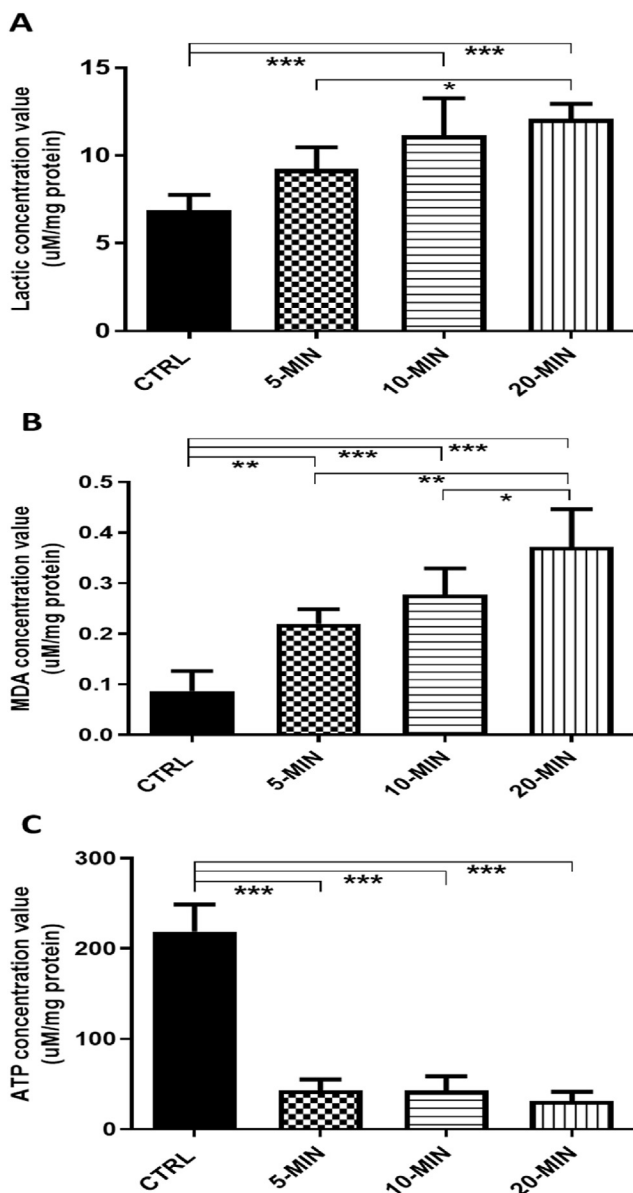 A
***
***
*
15
10
5
0
Lactic concentration value
(uM/mg protein)
CTRL
5-MIN
10-MIN
20-MIN
B
***
***
**
**
*
0.5
0.4
0.3
0.2
0.1
0.0
MDA concentration value
(uM/mg protein)
CTRL
5-MIN
10-MIN
20-MIN
C
***
***
***
300
200
100
0
ATP concentration value
(uM/mg protein)
CTRL
5-MIN
10-MIN
20-MIN